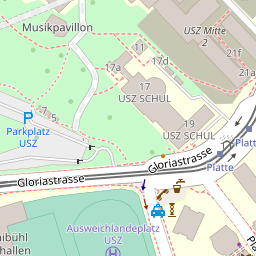 Musikpavillon
USZ Mitte
2
11
17a
17d
21f
21
17
USZ SCHUL
19
USZ SCHUL
7
5
P
Parkplatz
USZ
Platte
Gloriastrasse
Platte
Gloriastrasse
Ausweichlandeplatz
USZ
H
hallen